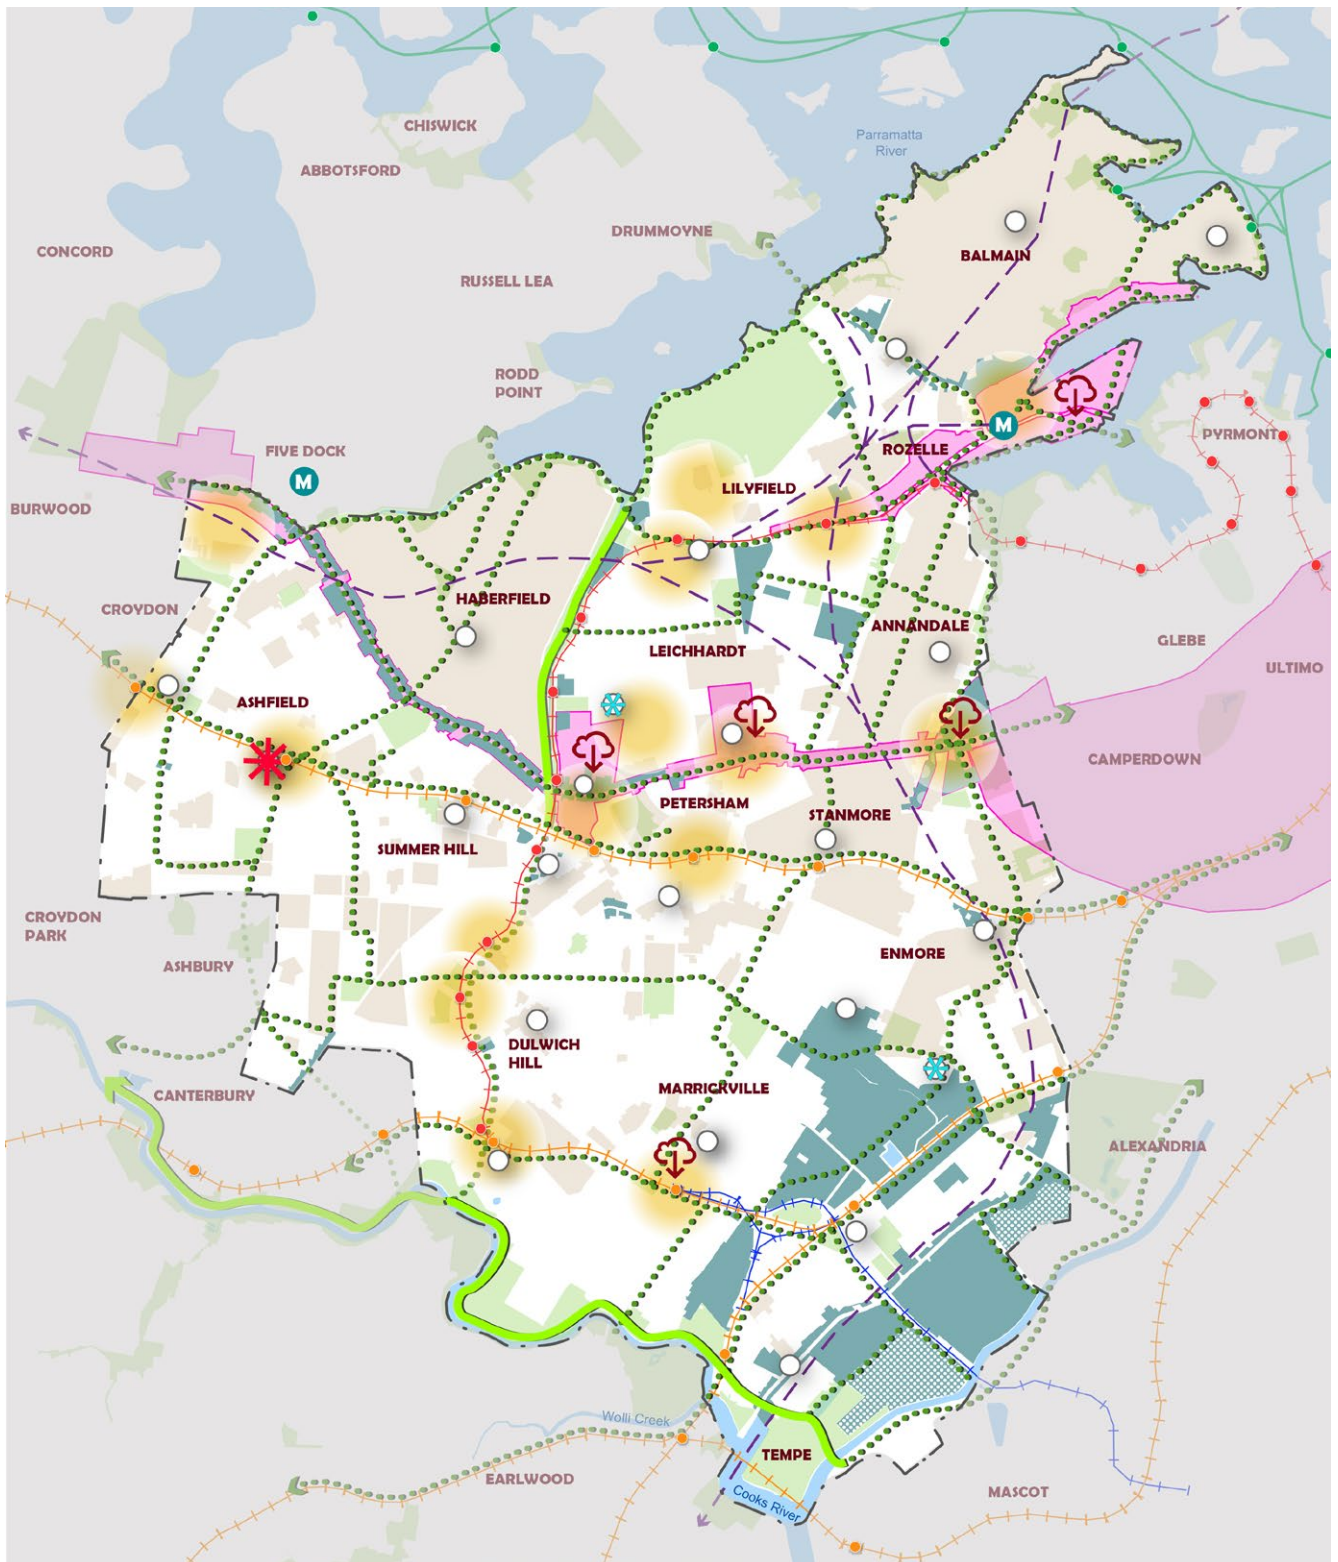 CHISWICK
Parramatta
River
ABBOTSFORD
DRUMMOYNE
CONCORD
BALMAIN
RUSSELL LEA
RODD
POINT
PYRMONT
M
ROZELLE
FIVE DOCK
M
LILYFIELD
BURWOOD
HABERFIELD
CROYDON
ANNANDALE
GLEBE
LEICHHARDT
ULTIMO
ASHFIELD
CAMPERDOWN
PETERSHAM
STANMORE
SUMMER HILL
CROYDON
PARK
ENMORE
ASHBURY
DULWICH
HILL
MARRICKVILLE
CANTERBURY
ALEXANDRIA
Wolli Creek
TEMPE
EARLWOOD
Cooks River
MASCOT